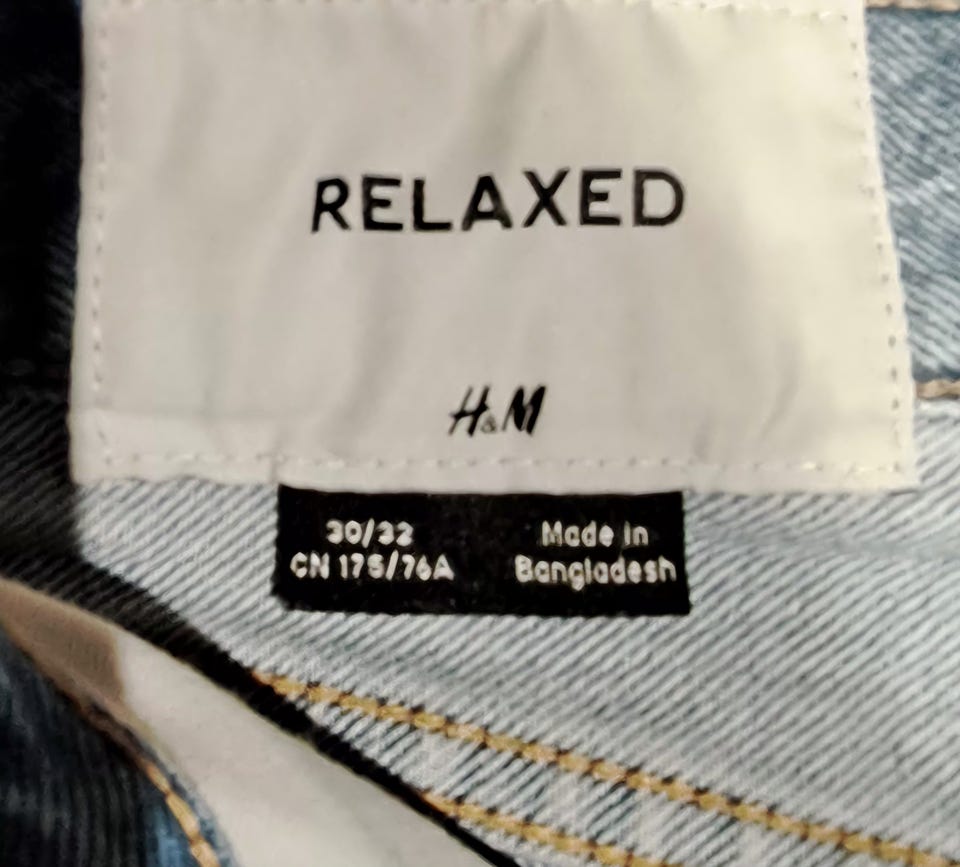 RELAXED
H&M
30/32
CN 175/76A
Made in
Bangladesh